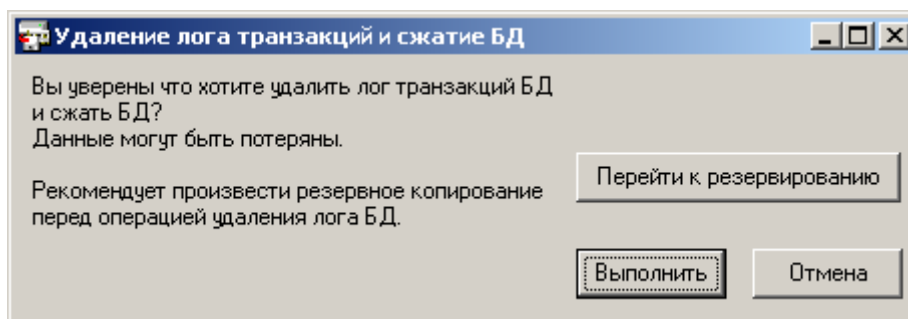 Удаление лога транзакций и сжатие БД
Вы уверены что хотите удалить лог транзакций БД
и сжать БД?
Данные могут быть потеряны.
Рекомендует произвести резервное копирование
перед операцией удаления лога БД.
Перейти к резервированию
Выполнить
Отмена